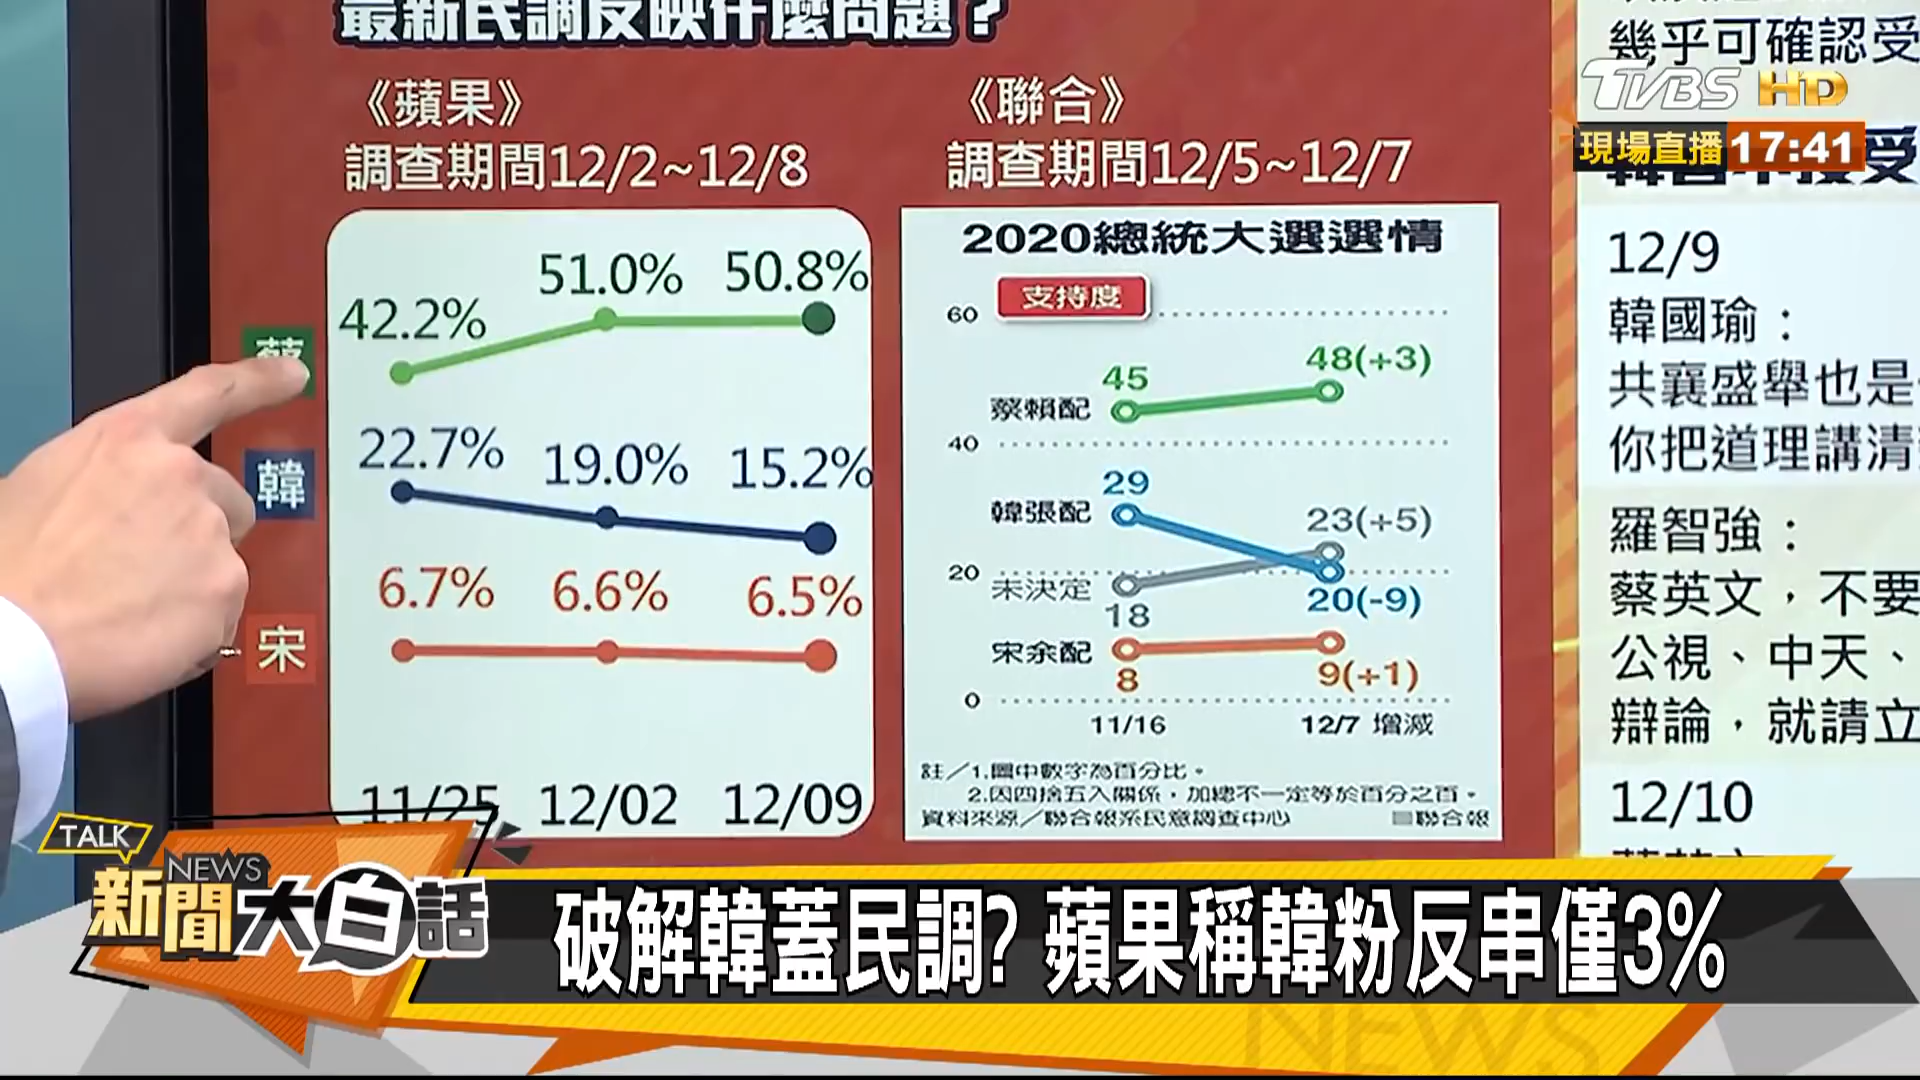 最新民調反映什麼問題？
《蘋果》
調查期間12/2~12/8
42.2%
51.0%
50.8%
蔡
22.7%
19.0%
15.2%
韓
6.7%
6.6%
6.5%
宋
11/25
12/02
12/09
《聯合》
調查期間12/5~12/7
2020總統大選選情
支持度
60
48(+3)
45
蔡賴配
40
29
韓張配
23(+5)
20
未決定
18
20(-9)
宋余配
8
9(+1)
0
11/16
12/7 增減
註／1.圖中數字為百分比。
2.因四捨五入關係，加總不一定等於百分之百。
資料來源／聯合報系民意調查中心
聯合報
幾乎可確認受
TVBS HD
現場直播 17:41
受
12/9
韓國瑜：
共襄盛舉也是
你把道理講清
羅智強：
蔡英文，不要
公視、中天、
辯論，就請立
12/10
TALK
NEWS
新聞大白話
破解韓蓋民調? 蘋果稱韓粉反串僅3%
NEWS